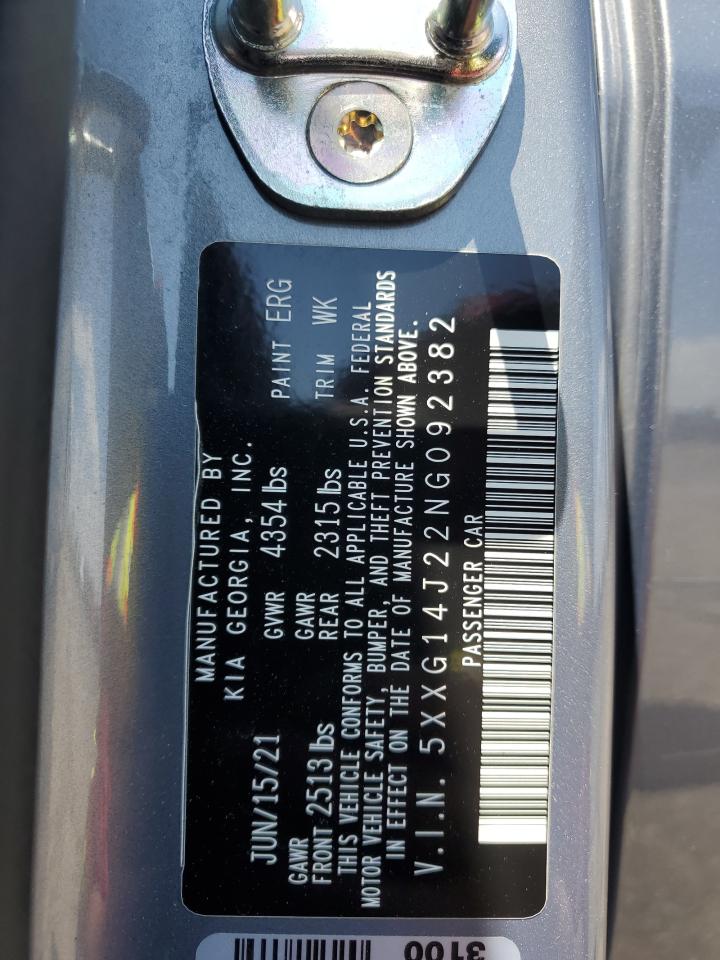 MANUFACTURED BY
KIA GEORGIA, INC.
JUN/15/21 GVWR 4354 lbs PAINT ERG
GAWR FRONT 2513 lbs GAWR REAR 2315 lbs TRIM WK
THIS VEHICLE CONFORMS TO ALL APPLICABLE U.S.A. FEDERAL
MOTOR VEHICLE SAFETY, BUMPER, AND THEFT PREVENTION STANDARDS
IN EFFECT ON THE DATE OF MANUFACTURE SHOWN ABOVE.
V.I.N. 5XXG14J22NG092382
PASSENGER CAR
3100